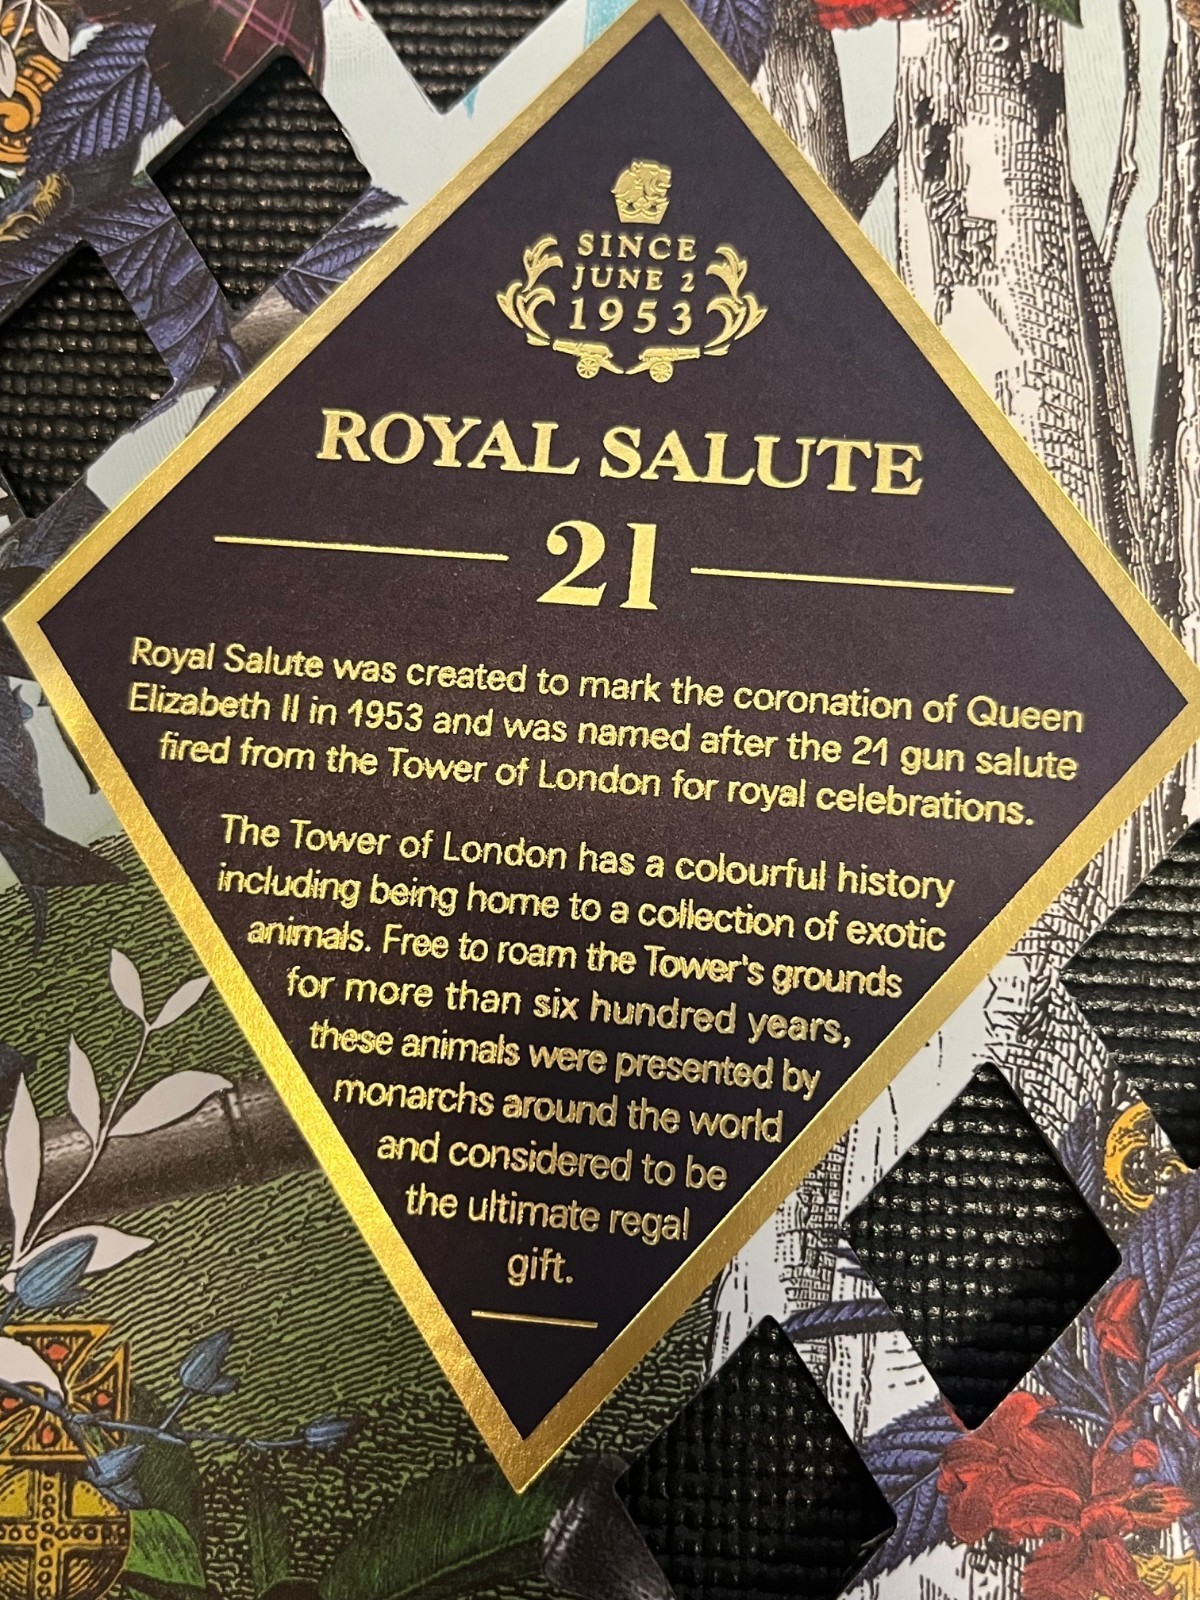 SINCE
JUNE 2
1953
ROYAL SALUTE
21
Royal Salute was created to mark the coronation of Queen
Elizabeth II in 1953 and was named after the 21 gun salute
fired from the Tower of London for royal celebrations.
The Tower of London has a colourful history
including being home to a collection of exotic
animals. Free to roam the Tower's grounds
for more than six hundred years,
these animals were presented by
monarchs around the world
and considered to be
the ultimate regal
gift.